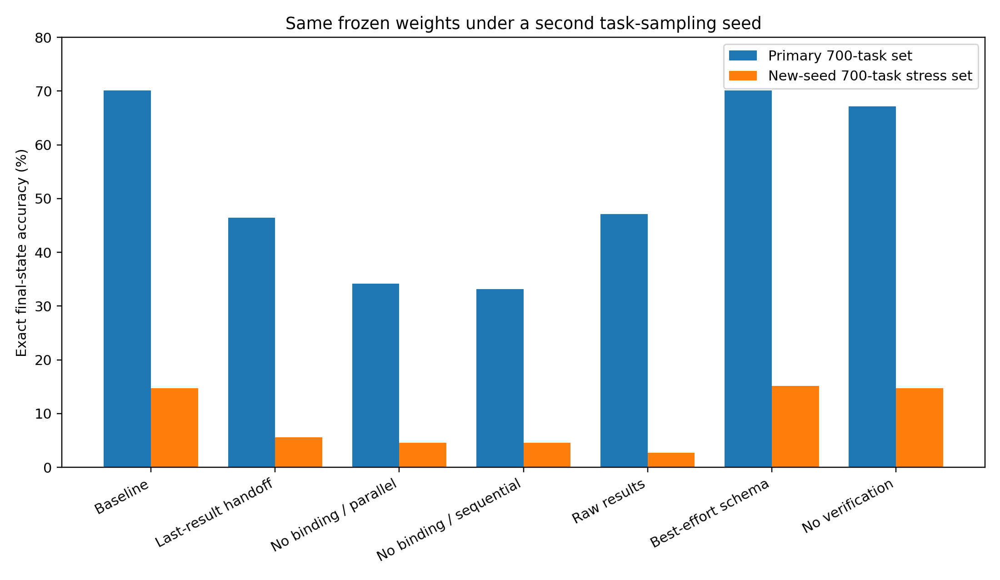 Same frozen weights under a second task-sampling seed
Primary 700-task set
New-seed 700-task stress set
Exact final-state accuracy (%)
80
70
60
50
40
30
20
10
0
Baseline
Last-result handoff
No binding / parallel
No binding / sequential
Raw results
Best-effort schema
No verification